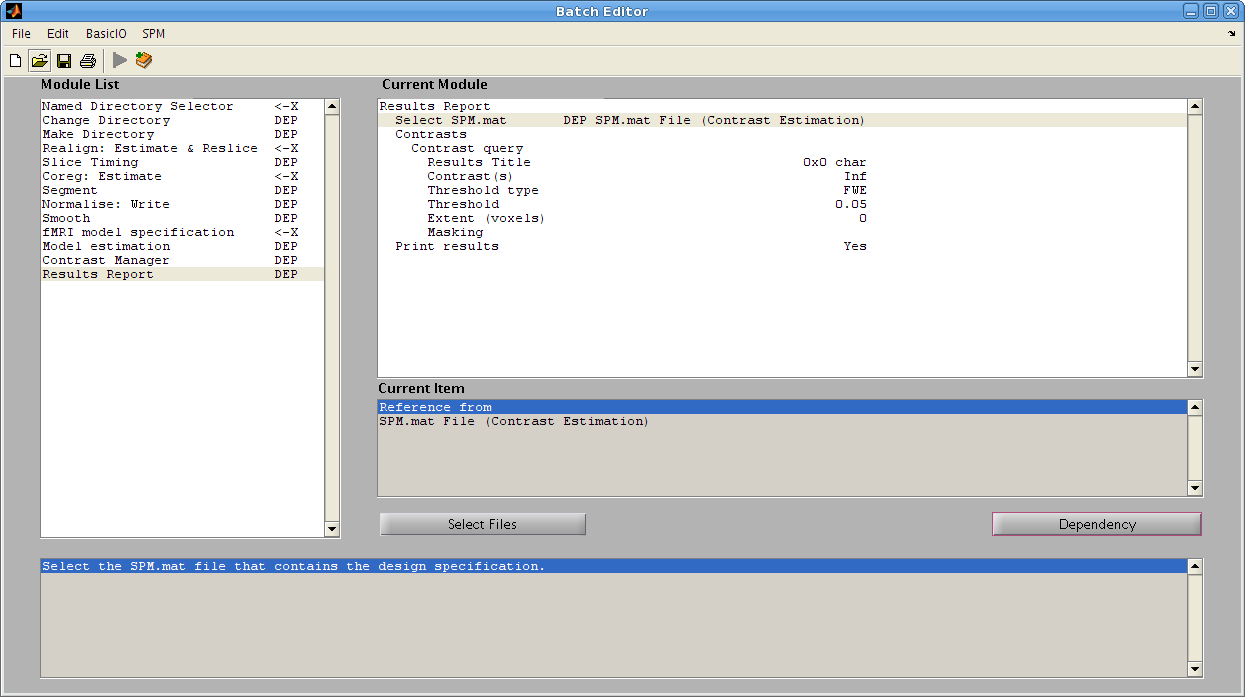 Batch Editor
File Edit BasicIO SPM
Module List
Named Directory Selector <-X
Change Directory DEP
Make Directory DEP
Realign: Estimate & Reslice <-X
Slice Timing DEP
Coreg: Estimate <-X
Segment DEP
Normalise: Write DEP
Smooth DEP
fMRI model specification <-X
Model estimation DEP
Contrast Manager DEP
Results Report DEP
Current Module
Results Report
Select SPM.mat DEP SPM.mat File (Contrast Estimation)
Contrasts
Contrast query
Results Title 0x0 char
Contrast(s) Inf
Threshold type FWE
Threshold 0.05
Extent (voxels) 0
Masking
Print results Yes
Current Item
Reference from
SPM.mat File (Contrast Estimation)
Select Files Dependency
Select the SPM.mat file that contains the design specification.